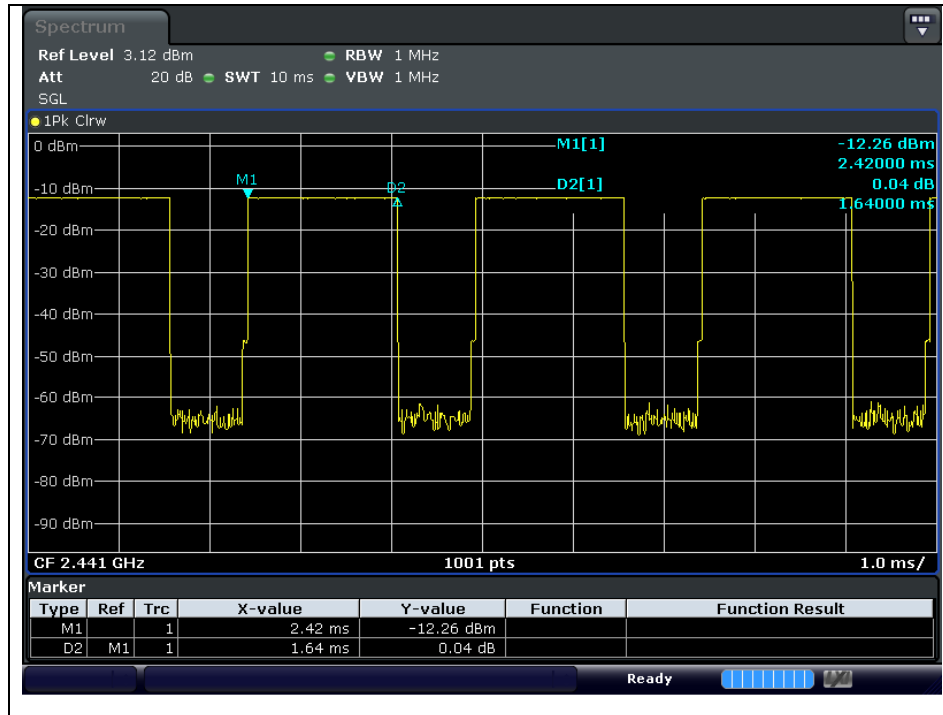 Spectrum
Ref Level 3.12 dBm RBW 1 MHz
Att 20 dB SWT 10 ms VBW 1 MHz
SGL
1Pk Clrw
0 dBm
M1[1] -12.26 dBm
2.42000 ms
M1
D2
-10 dBm
D2[1] 0.04 dB
1.64000 ms
-20 dBm
-30 dBm
-40 dBm
-50 dBm
-60 dBm
-70 dBm
-80 dBm
-90 dBm
CF 2.441 GHz 1001 pts 1.0 ms/
Marker
Type Ref Trc X-value Y-value Function Function Result
M1 1 2.42 ms -12.26 dBm
D2 M1 1 1.64 ms 0.04 dB
Ready